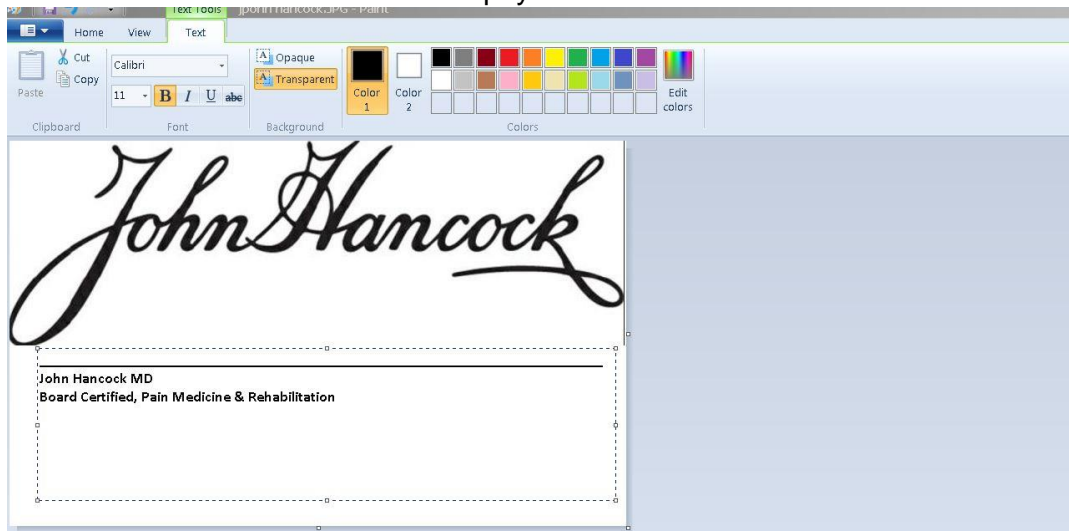 Text Tools
Home View Text
Paste
Cut
Copy
Clipboard
Calibri
11 B I U abc
Font
A Opaque
A Transparent
Background
Color 1
Color 2
Edit colors
Colors
John Hancock
John Hancock MD
Board Certified, Pain Medicine & Rehabilitation